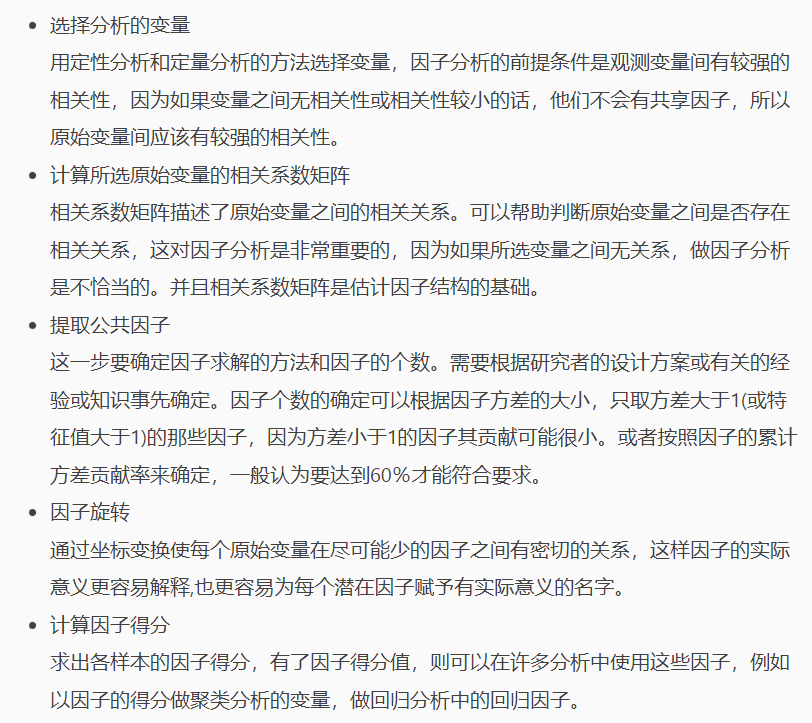 选择分析的变量
用定性分析和定量分析的方法选择变量，因子分析的前提条件是观测变量间有较强的
相关性，因为如果变量之间无相关性或相关性较小的话，他们不会有共享因子，所以
原始变量间应该有较强的相关性。
计算所选原始变量的相关系数矩阵
相关系数矩阵描述了原始变量之间的相关关系。可以帮助判断原始变量之间是否存在
相关关系，这对因子分析是非常重要的，因为如果所选变量之间无关系，做因子分析
是不恰当的。并且相关系数矩阵是估计因子结构的基础。
提取公共因子
这一步要确定因子求解的方法和因子的个数。需要根据研究者的设计方案或有关的经
验或知识事先确定。因子个数的确定可以根据因子方差的大小，只取方差大于1(或特
征值大于1)的那些因子，因为方差小于1的因子其贡献可能很小。或者按照因子的累计
方差贡献率来确定，一般认为要达到60％才能符合要求。
因子旋转
通过坐标变换使每个原始变量在尽可能少的因子之间有密切的关系，这样因子的实际
意义更容易解释,也更容易为每个潜在因子赋予有实际意义的名字。
计算因子得分
求出各样本的因子得分，有了因子得分值，则可以在许多分析中使用这些因子，例如
以因子的得分做聚类分析的变量，做回归分析中的回归因子。